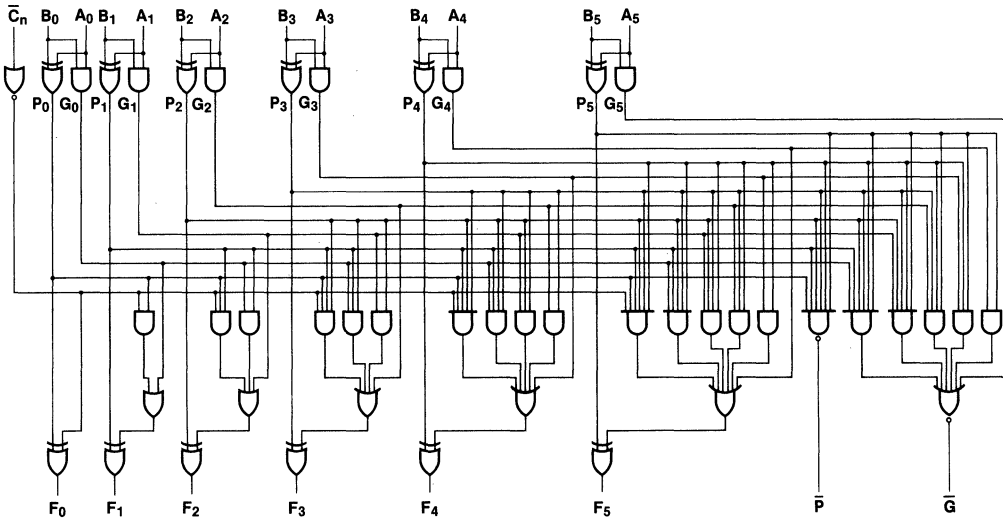 C̅n B0 A0 B1 A1 B2 A2 B3 A3 B4 A4 B5 A5
P0 G0 P1 G1 P2 G2 P3 G3 P4 G4 P5 G5
F0 F1 F2 F3 F4 F5 P̅ G̅